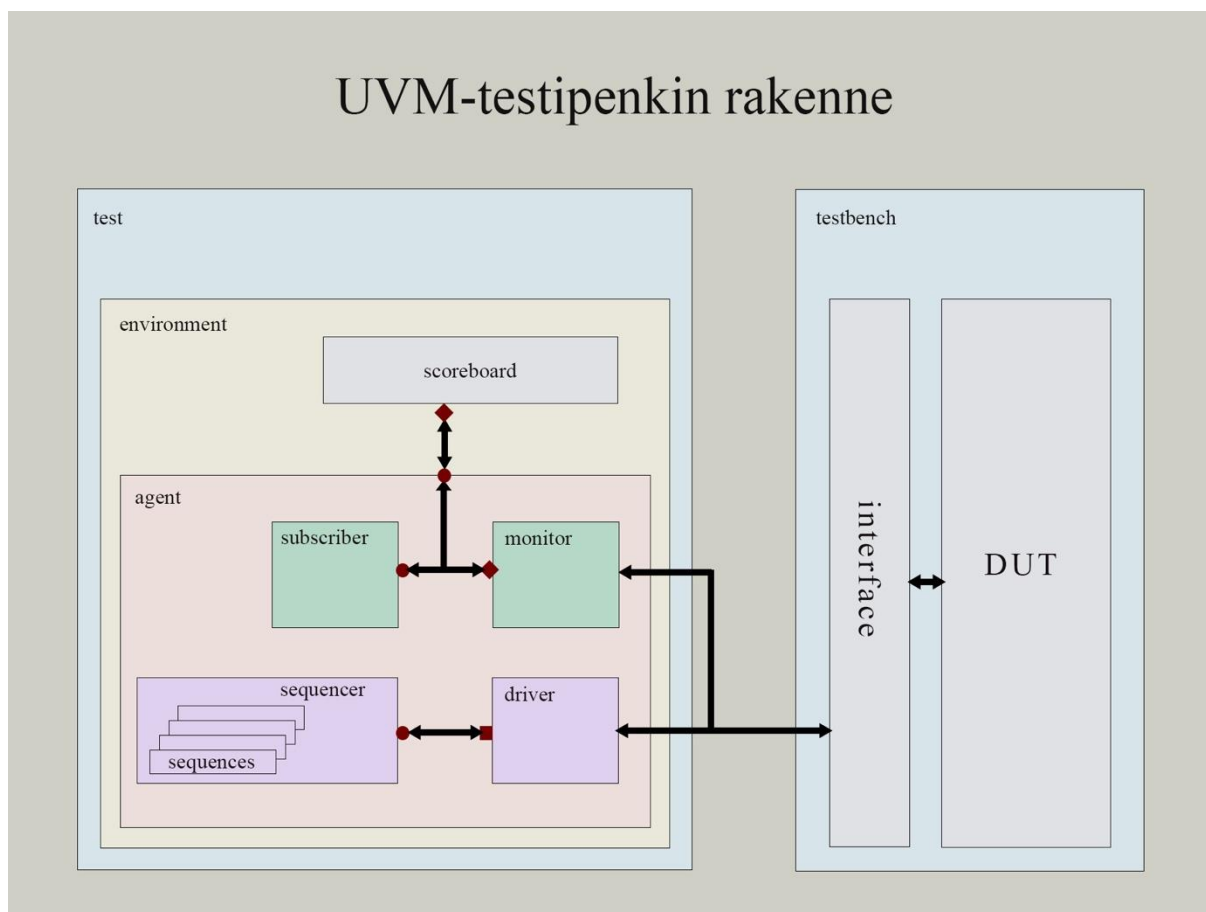 UVM-testipenkin rakenne
test
testbench
environment
scoreboard
agent
subscriber
monitor
interface
DUT
sequencer
driver
sequences